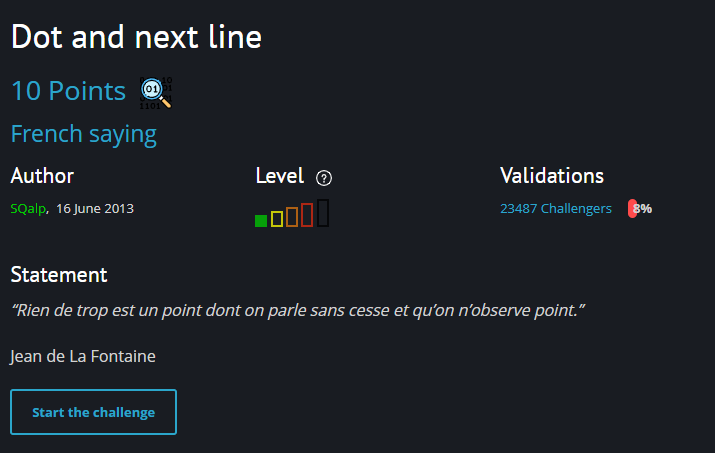 Dot and next line
10 Points
French saying
Author Level ? Validations
SQalp, 16 June 2013 23487 Challengers 8%
Statement
“Rien de trop est un point dont on parle sans cesse et qu’on n’observe point.”
Jean de La Fontaine
Start the challenge